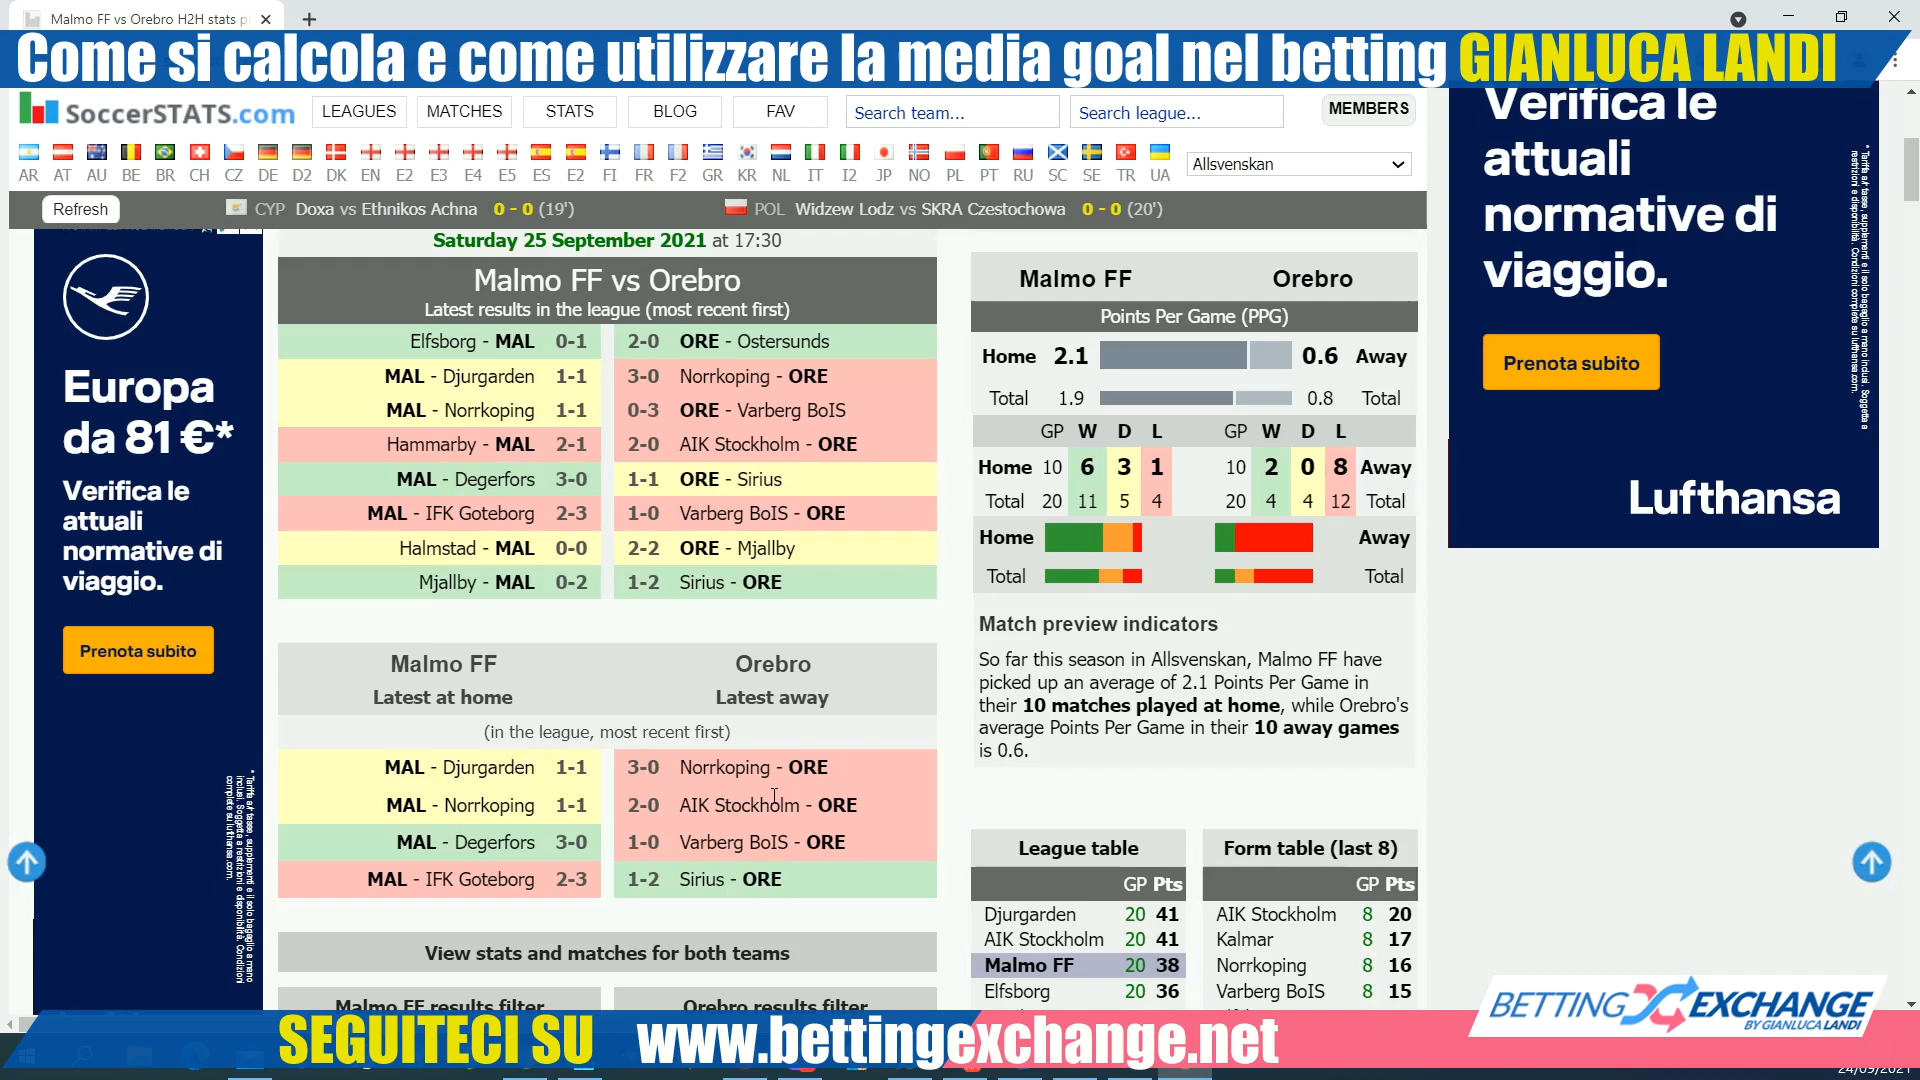 Malmo FF vs Orebro H2H stats p
Come si calcola e come utilizzare la media goal nel betting GIANLUCA LANDI
SoccerSTATS.com
LEAGUES
MATCHES
STATS
BLOG
FAV
Search team...
Search league...
MEMBERS
AR AT AU BE BR CH CZ DE D2 DK EN E2 E3 E4 E5 ES E2 FI FR F2 GR KR NL IT I2 JP NO PL PT RU SC SE TR UA
Allsvenskan
Refresh
CYP Doxa vs Ethnikos Achna 0 - 0 (19')
POL Widzew Lodz vs SKRA Czestochowa 0 - 0 (20')
Saturday 25 September 2021 at 17:30
Malmo FF vs Orebro
Latest results in the league (most recent first)
Elfsborg - MAL 0-1 2-0 ORE - Ostersunds
MAL - Djurgarden 1-1 3-0 Norrkoping - ORE
MAL - Norrkoping 1-1 0-3 ORE - Varberg BoIS
Hammarby - MAL 2-1 2-0 AIK Stockholm - ORE
MAL - Degerfors 3-0 1-1 ORE - Sirius
MAL - IFK Goteborg 2-3 1-0 Varberg BoIS - ORE
Halmstad - MAL 0-0 2-2 ORE - Mjallby
Mjallby - MAL 0-2 1-2 Sirius - ORE
Malmo FF Orebro
Latest at home Latest away
(in the league, most recent first)
MAL - Djurgarden 1-1 3-0 Norrkoping - ORE
MAL - Norrkoping 1-1 2-0 AIK Stockholm - ORE
MAL - Degerfors 3-0 1-0 Varberg BoIS - ORE
MAL - IFK Goteborg 2-3 1-2 Sirius - ORE
View stats and matches for both teams
Malmo FF results filter Orebro results filter
Malmo FF Orebro
Points Per Game (PPG)
Home 2.1 0.6 Away
Total 1.9 0.8 Total
GP W D L GP W D L
Home 10 6 3 1 10 2 0 8 Away
Total 20 11 5 4 20 4 4 12 Total
Home Away
Total Total
Match preview indicators
So far this season in Allsvenskan, Malmo FF have
picked up an average of 2.1 Points Per Game in
their 10 matches played at home, while Orebro's
average Points Per Game in their 10 away games
is 0.6.
League table
GP Pts
Djurgarden 20 41
AIK Stockholm 20 41
Malmo FF 20 38
Elfsborg 20 36
Form table (last 8)
GP Pts
AIK Stockholm 8 20
Kalmar 8 17
Norrkoping 8 16
Varberg BoIS 8 15
Europa
da 81 €*
Verifica le
attuali
normative di
viaggio.
Prenota subito
Verifica le
attuali
normative di
viaggio.
Prenota subito
Lufthansa
BETTING EXCHANGE
BY GIANLUCA LANDI
SEGUITECI SU www.bettingexchange.net
24/09/2021